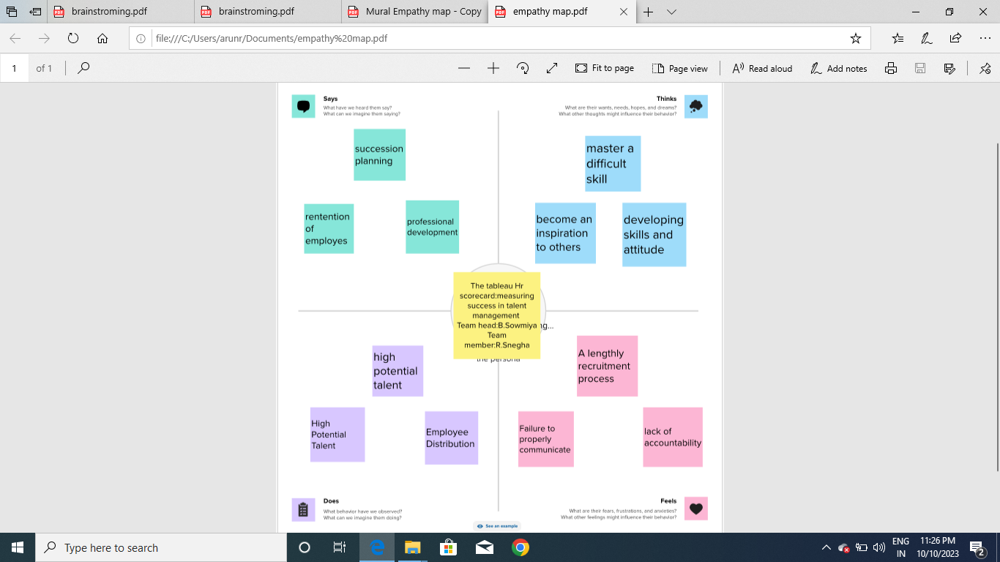 brainstroming.pdf
brainstroming.pdf
Mural Empathy map - Copy
empathy map.pdf
file:///C:/Users/arunr/Documents/empathy%20map.pdf
1 of 1
Fit to page
Page view
Read aloud
Add notes
Says
What have we heard them say?
What can we imagine them saying?
Thinks
What are their wants, needs, hopes, and dreams?
What other thoughts might influence their behavior?
succession
planning
rentention
of
employes
professional
development
master a
difficult
skill
become an
inspiration
to others
developing
skills and
attitude
The tableau Hr
scorecard:measuring
success in talent
management
Team head:B.Sowmiya
Team
member:R.Snegha
ng...
the persona
high
potential
talent
High
Potential
Talent
Employee
Distribution
A lengthly
recruitment
process
Failure to
properly
communicate
lack of
accountability
Does
What behavior have we observed?
What can we imagine them doing?
Feels
What are their fears, frustrations, and anxieties?
What other feelings might influence their behavior?
See an example
Type here to search
ENG
IN
11:26 PM
10/10/2023
2